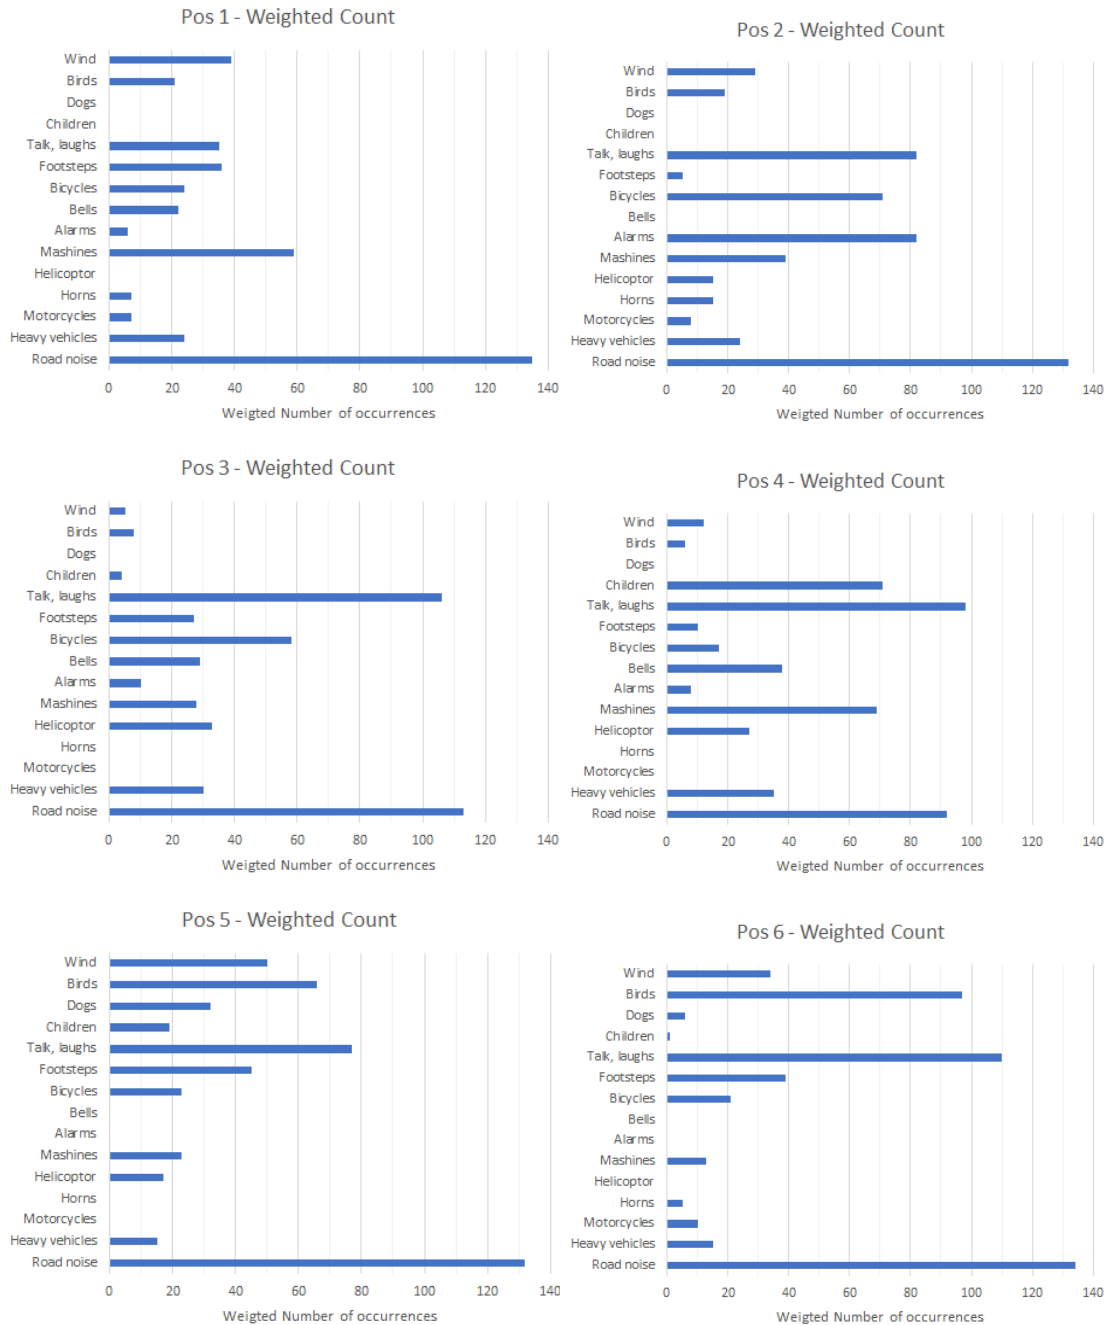 Pos 1 - Weighted Count
Wind
Birds
Dogs
Children
Talk, laughs
Footsteps
Bicycles
Bells
Alarms
Mashines
Helicoptor
Horns
Motorcycles
Heavy vehicles
Road noise
0 20 40 60 80 100 120 140
Weigted Number of occurrences
Pos 2 - Weighted Count
Wind
Birds
Dogs
Children
Talk, laughs
Footsteps
Bicycles
Bells
Alarms
Mashines
Helicoptor
Horns
Motorcycles
Heavy vehicles
Road noise
0 20 40 60 80 100 120 140
Weigted Number of occurrences
Pos 3 - Weighted Count
Wind
Birds
Dogs
Children
Talk, laughs
Footsteps
Bicycles
Bells
Alarms
Mashines
Helicoptor
Horns
Motorcycles
Heavy vehicles
Road noise
0 20 40 60 80 100 120 140
Weigted Number of occurrences
Pos 4 - Weighted Count
Wind
Birds
Dogs
Children
Talk, laughs
Footsteps
Bicycles
Bells
Alarms
Mashines
Helicoptor
Horns
Motorcycles
Heavy vehicles
Road noise
0 20 40 60 80 100 120 140
Weigted Number of occurrences
Pos 5 - Weighted Count
Wind
Birds
Dogs
Children
Talk, laughs
Footsteps
Bicycles
Bells
Alarms
Mashines
Helicoptor
Horns
Motorcycles
Heavy vehicles
Road noise
0 20 40 60 80 100 120 140
Weigted Number of occurrences
Pos 6 - Weighted Count
Wind
Birds
Dogs
Children
Talk, laughs
Footsteps
Bicycles
Bells
Alarms
Mashines
Helicoptor
Horns
Motorcycles
Heavy vehicles
Road noise
0 20 40 60 80 100 120 140
Weigted Number of occurrences